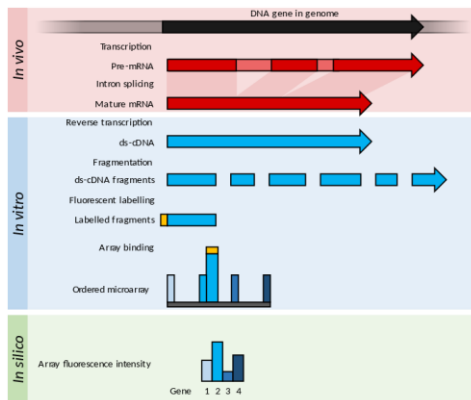 In vivo
DNA gene in genome
Transcription
Pre-mRNA
Intron splicing
Mature mRNA
In vitro
Reverse transcription
ds-cDNA
Fragmentation
ds-cDNA fragments
Fluorescent labelling
Labelled fragments
Array binding
Ordered microarray
In silico
Array fluorescence intensity
Gene 1 2 3 4